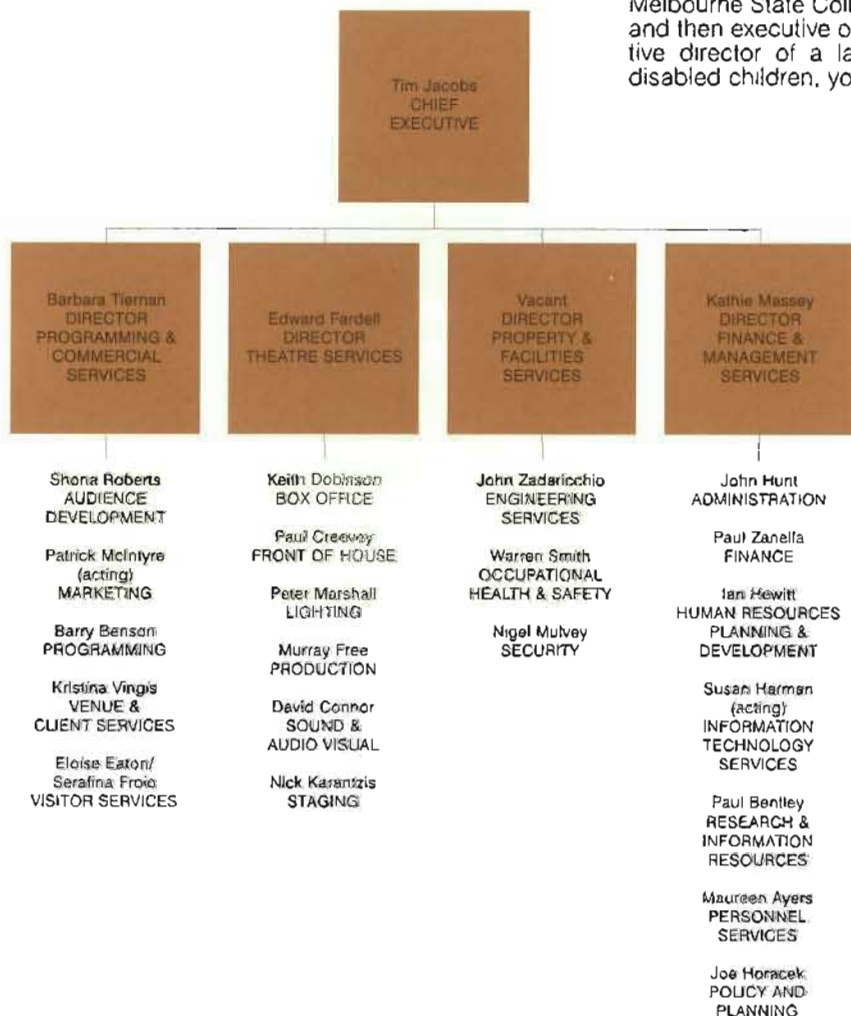 Melbourne State Coll
and then executive o
tive director of a la
disabled children, yo
Tim Jacobs
CHIEF
EXECUTIVE
Barbara Tiernan
DIRECTOR
PROGRAMMING &
COMMERCIAL
SERVICES
Edward Fardell
DIRECTOR
THEATRE SERVICES
Vacant
DIRECTOR
PROPERTY &
FACILITIES
SERVICES
Kathie Massey
DIRECTOR
FINANCE &
MANAGEMENT
SERVICES
Shona Roberts
AUDIENCE
DEVELOPMENT
Patrick McIntyre
(acting)
MARKETING
Barry Benson
PROGRAMMING
Kristina Vingis
VENUE &
CLIENT SERVICES
Eloise Eaton/
Serafina Froio
VISITOR SERVICES
Keith Dobinson
BOX OFFICE
Paul Creevey
FRONT OF HOUSE
Peter Marshall
LIGHTING
Murray Free
PRODUCTION
David Connor
SOUND &
AUDIO VISUAL
Nick Karantzis
STAGING
John Zadaricchio
ENGINEERING
SERVICES
Warren Smith
OCCUPATIONAL
HEALTH & SAFETY
Nigel Mulvey
SECURITY
John Hunt
ADMINISTRATION
Paul Zanella
FINANCE
Ian Hewitt
HUMAN RESOURCES
PLANNING &
DEVELOPMENT
Susan Harman
(acting)
INFORMATION
TECHNOLOGY
SERVICES
Paul Bentley
RESEARCH &
INFORMATION
RESOURCES
Maureen Ayers
PERSONNEL
SERVICES
Joe Horacek
POLICY AND
PLANNING